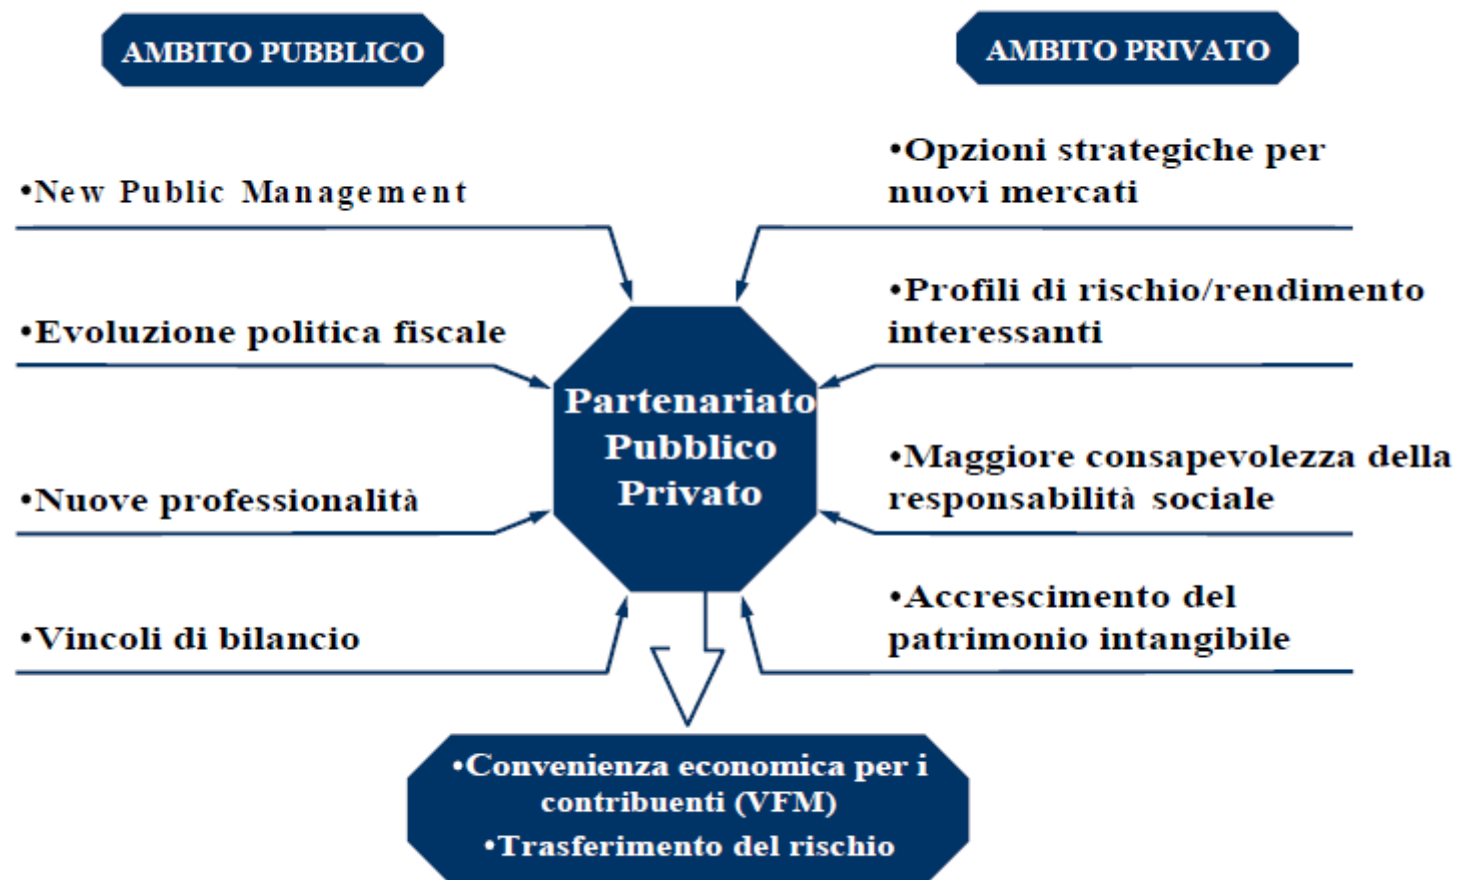 AMBITO PUBBLICO
AMBITO PRIVATO
•New Public Management
•Evoluzione politica fiscale
•Nuove professionalità
•Vincoli di bilancio
•Opzioni strategiche per
nuovi mercati
•Profili di rischio/rendimento
interessanti
•Maggiore consapevolezza della
responsabilità sociale
•Accrescimento del
patrimonio intangibile
Partenariato
Pubblico
Privato
•Convenienza economica per i
contribuenti (VFM)
•Trasferimento del rischio